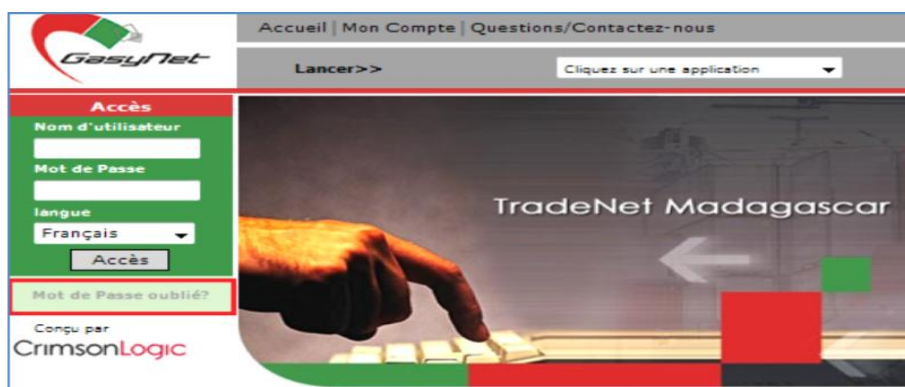 GasyNet
Accueil | Mon Compte | Questions/Contactez-nous
Lancer>>
Cliquez sur une application
Accès
Nom d'utilisateur
Mot de Passe
langue
Français
Accès
Mot de Passe oublié?
Conçu par
CrimsonLogic
TradeNet Madagascar